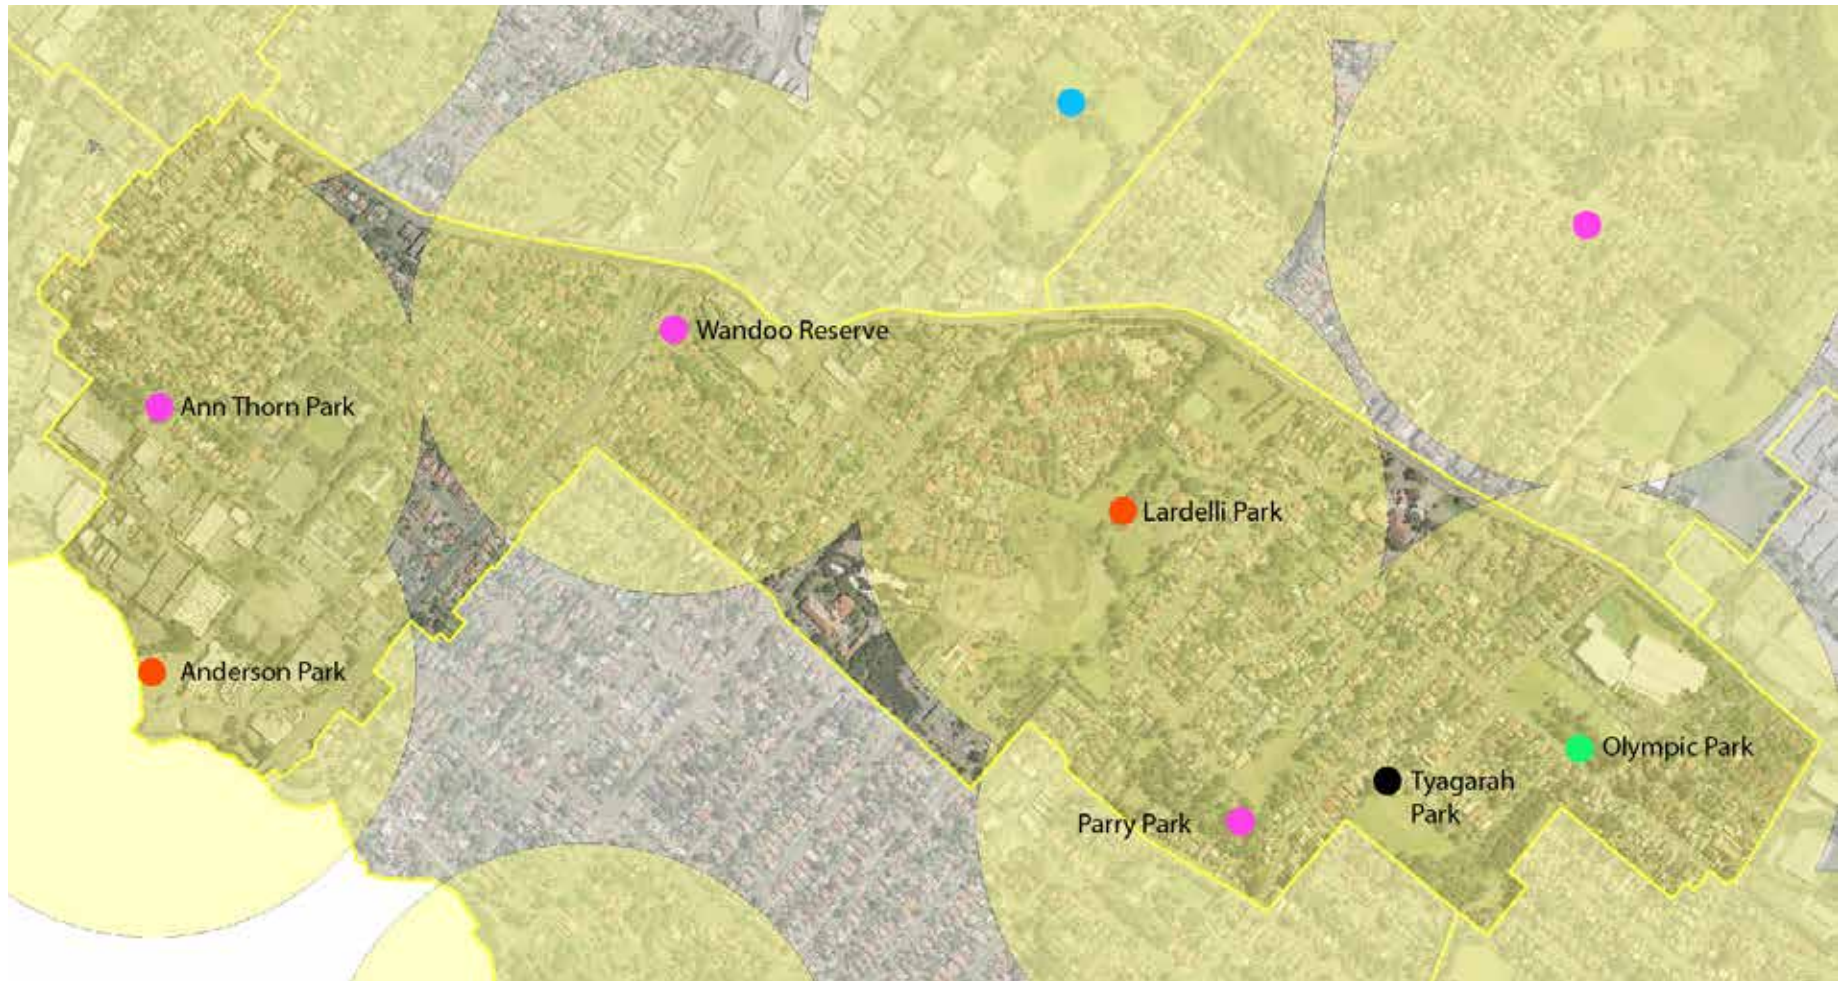 Wandoo Reserve
Ann Thorn Park
Lardelli Park
Anderson Park
Olympic Park
Tyagarah
Park
Parry Park